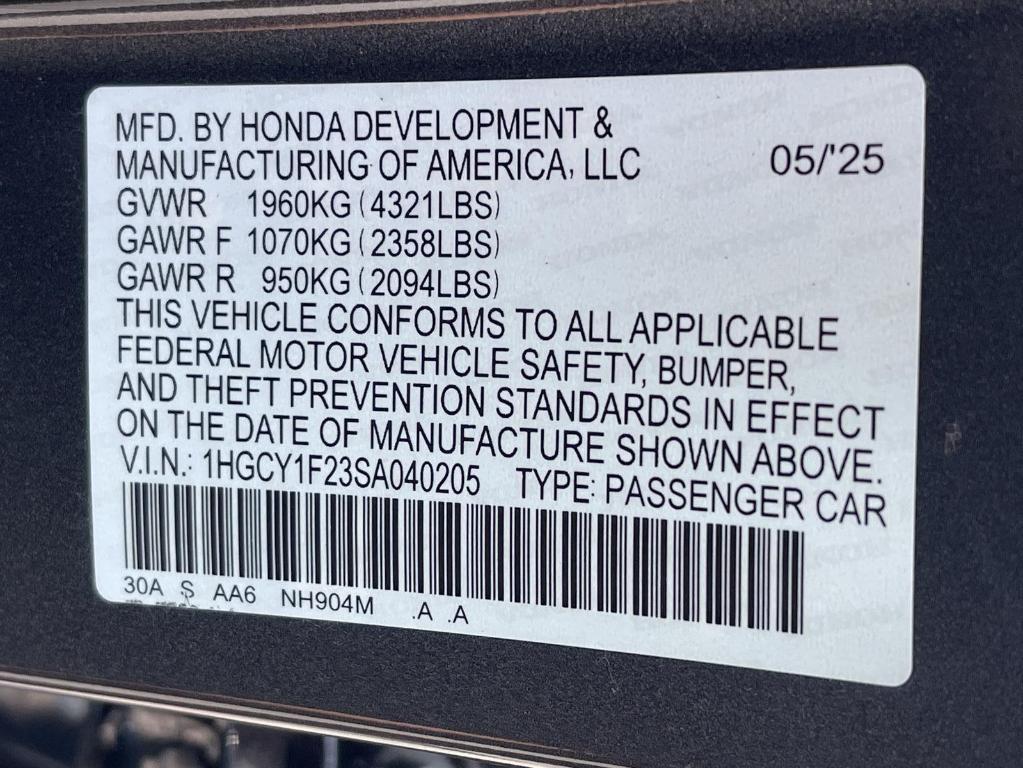 MFD. BY HONDA DEVELOPMENT &
MANUFACTURING OF AMERICA, LLC 05/'25
GVWR 1960KG (4321LBS)
GAWR F 1070KG (2358LBS)
GAWR R 950KG (2094LBS)
THIS VEHICLE CONFORMS TO ALL APPLICABLE
FEDERAL MOTOR VEHICLE SAFETY, BUMPER,
AND THEFT PREVENTION STANDARDS IN EFFECT
ON THE DATE OF MANUFACTURE SHOWN ABOVE.
V.I.N.: 1HGCY1F23SA040205 TYPE: PASSENGER CAR
30A S AA6 NH904M .A .A